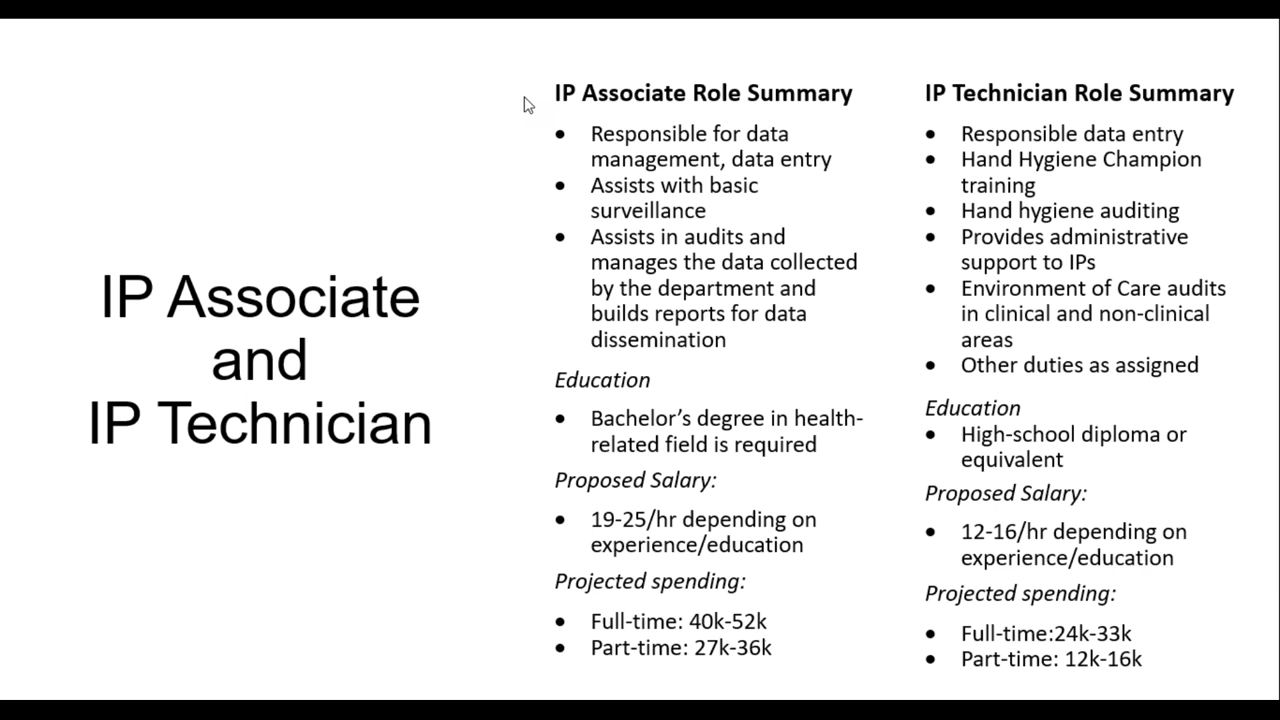 IP Associate
and
IP Technician
IP Associate Role Summary
• Responsible for data
management, data entry
• Assists with basic
surveillance
• Assists in audits and
manages the data collected
by the department and
builds reports for data
dissemination
Education
• Bachelor’s degree in health-
related field is required
Proposed Salary:
• 19-25/hr depending on
experience/education
Projected spending:
• Full-time: 40k-52k
• Part-time: 27k-36k
IP Technician Role Summary
• Responsible data entry
• Hand Hygiene Champion
training
• Hand hygiene auditing
• Provides administrative
support to IPs
• Environment of Care audits
in clinical and non-clinical
areas
• Other duties as assigned
Education
• High-school diploma or
equivalent
Proposed Salary:
• 12-16/hr depending on
experience/education
Projected spending:
• Full-time:24k-33k
• Part-time: 12k-16k